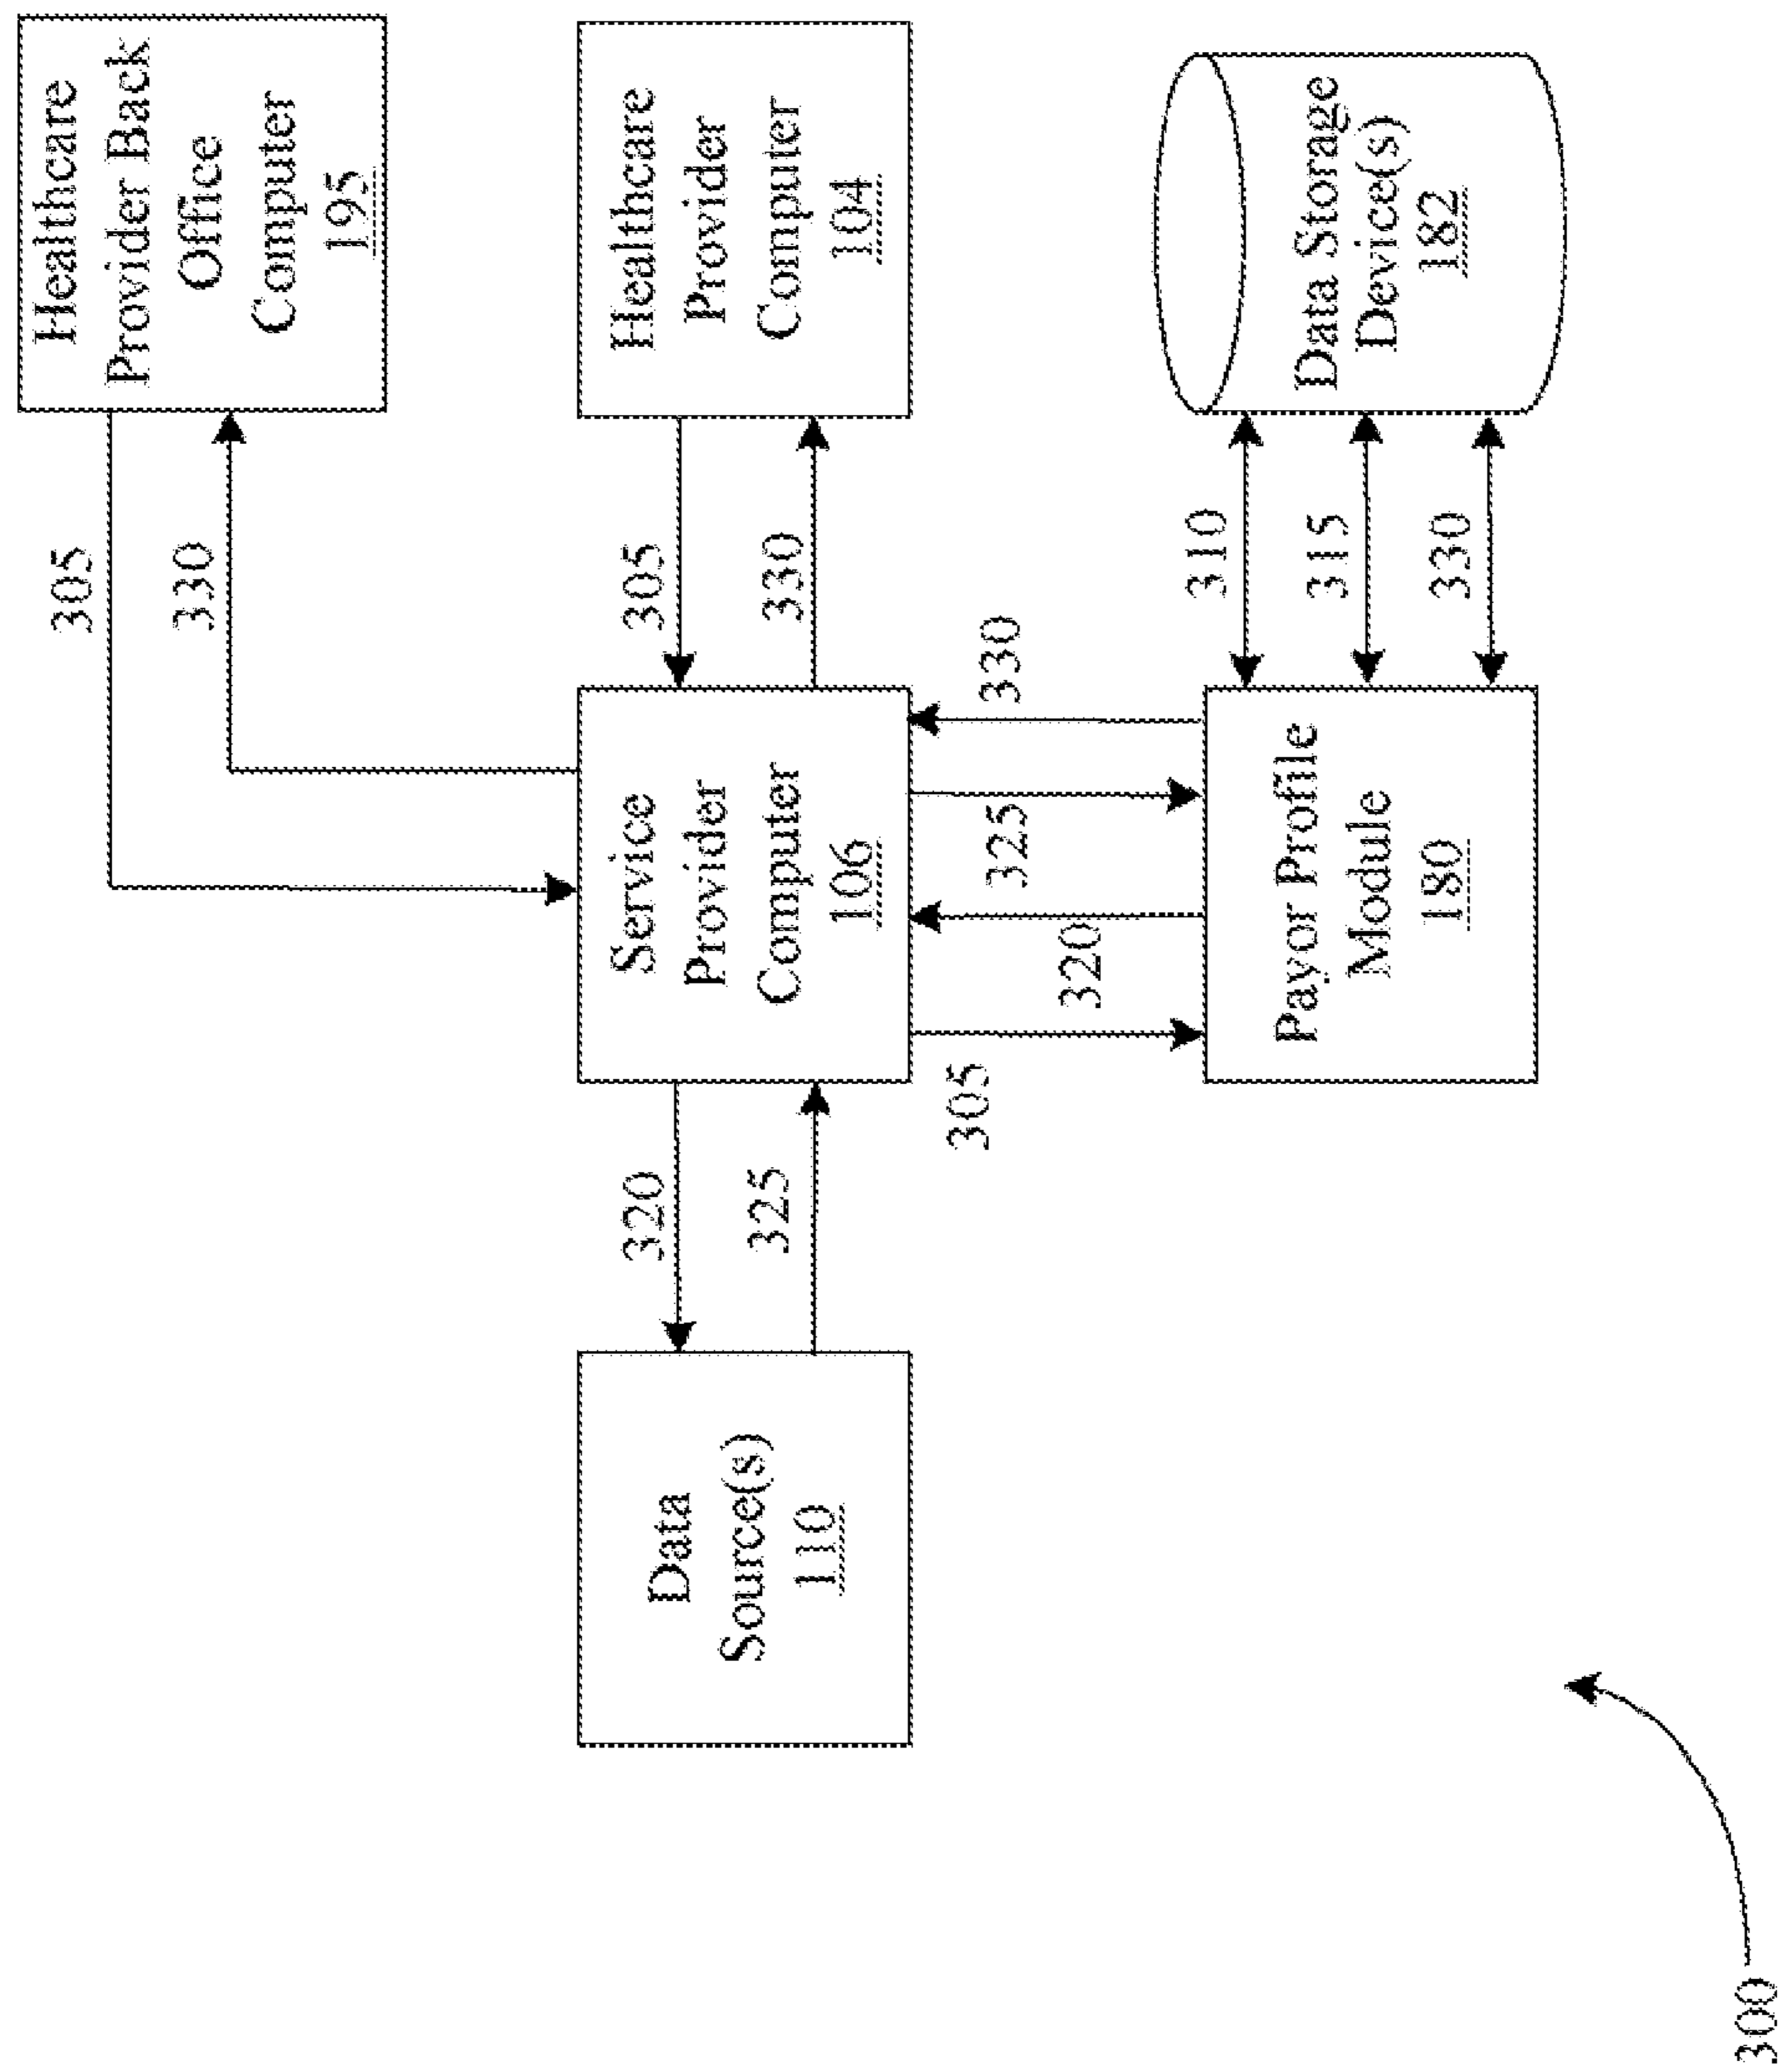 Healthcare
Provider Back
Office
Computer
195
305
330
Healthcare
Provider
Computer
104
305
330
Service
Provider
Computer
106
320
325
Data
Source(s)
110
330
325
320
305
Data Storage
Device(s)
182
310
315
330
Payor Profile
Module
180
300